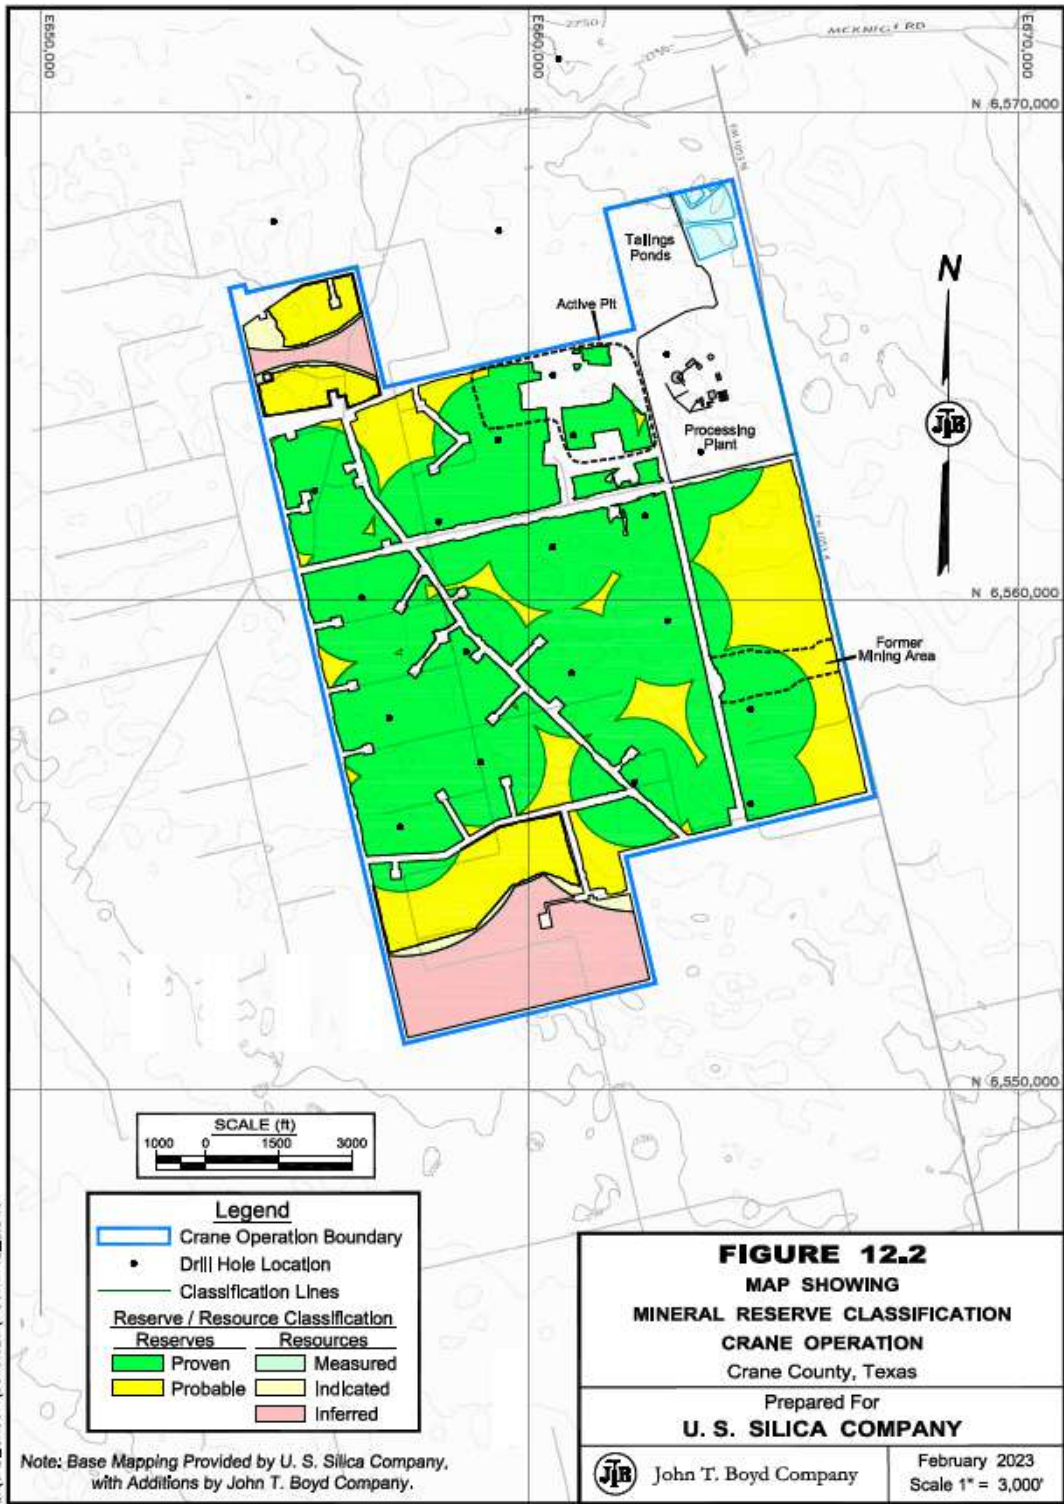 E650,000
E660,000
E670,000
2750
MCKNIGHT RD
N 6,570,000
FM 1053 N
Tailings
Ponds
N
Active Pit
JTB
Processing
Plant
N 6,560,000
Former
Mining Area
N 6,550,000
SCALE (ft)
1000 0 1500 3000
Legend
Crane Operation Boundary
Drill Hole Location
Classification Lines
Reserve / Resource Classification
Reserves Resources
Proven Measured
Probable Indicated
Inferred
Note: Base Mapping Provided by U. S. Silica Company,
with Additions by John T. Boyd Company.
FIGURE 12.2
MAP SHOWING
MINERAL RESERVE CLASSIFICATION
CRANE OPERATION
Crane County, Texas
Prepared For
U. S. SILICA COMPANY
JTB John T. Boyd Company
February 2023
Scale 1" = 3,000'